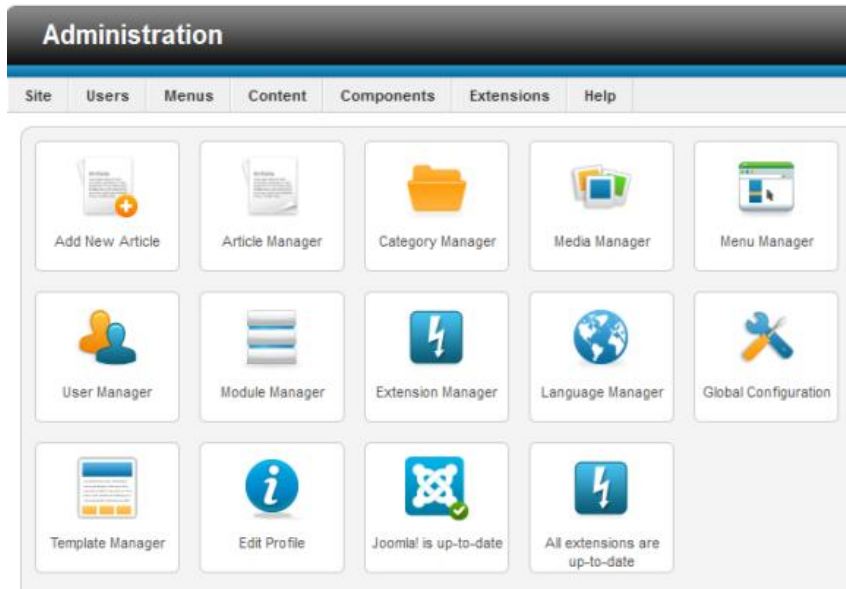 Administration
Site Users Menus Content Components Extensions Help
Add New Article Article Manager Category Manager Media Manager Menu Manager
User Manager Module Manager Extension Manager Language Manager Global Configuration
Template Manager Edit Profile Joomla! is up-to-date All extensions are
up-to-date